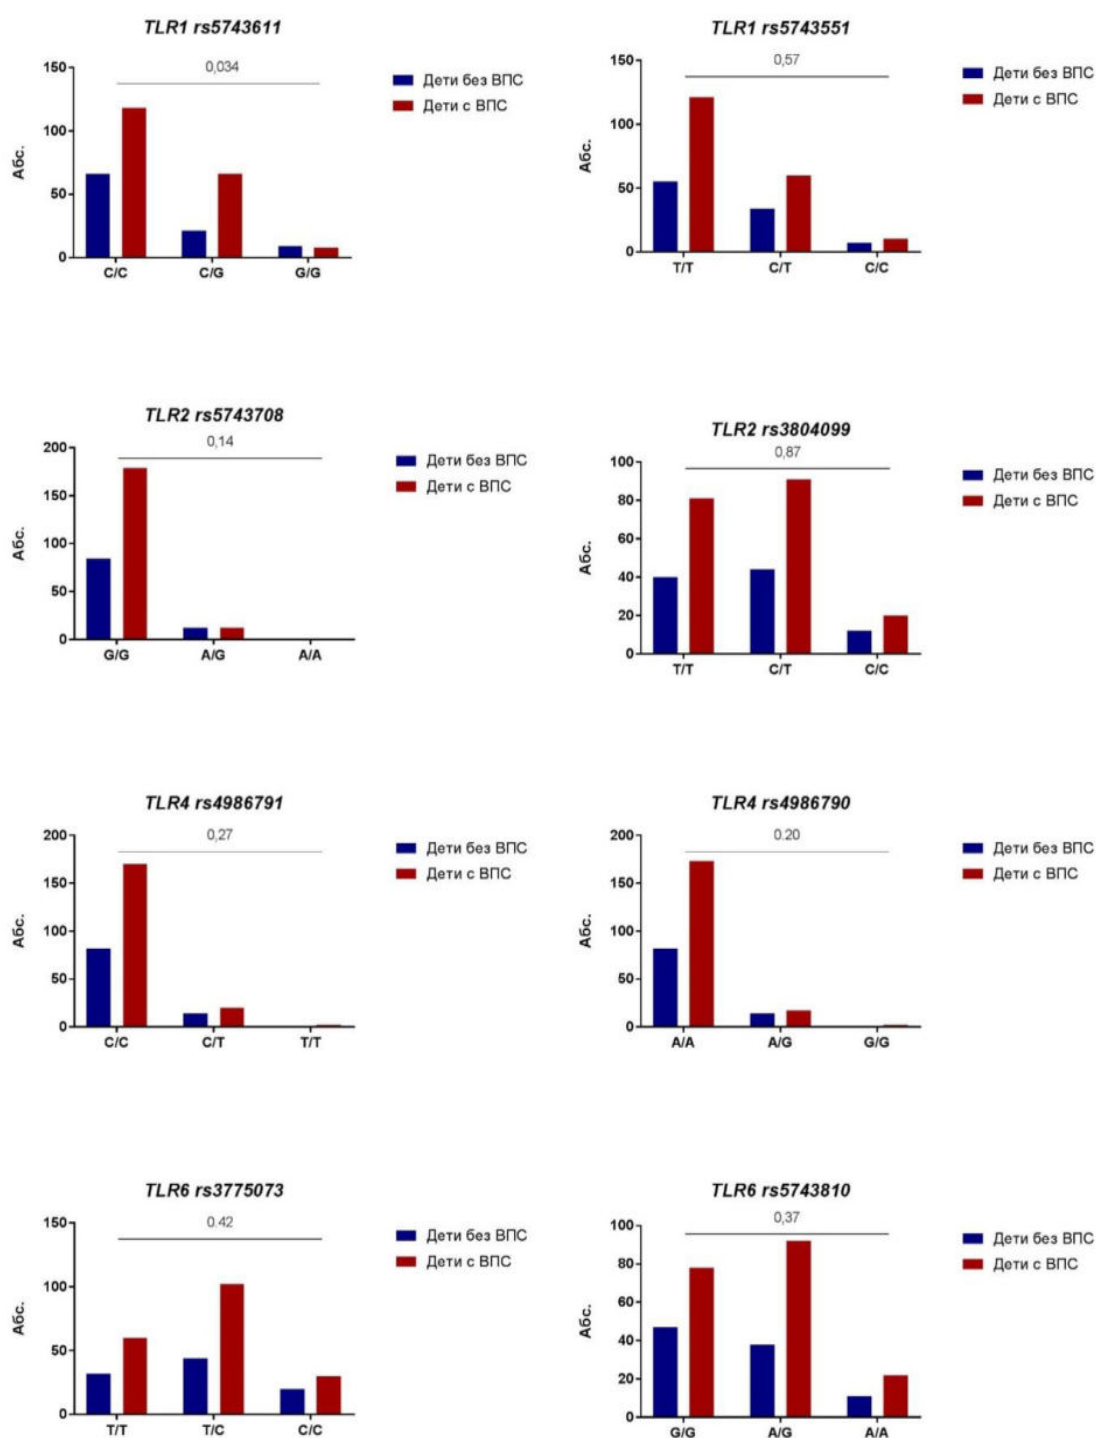 TLR1 rs5743611
0,034
150
100
50
0
Абс.
C/C C/G G/G
Дети без ВПС
Дети с ВПС
TLR1 rs5743551
0,57
150
100
50
0
Абс.
T/T C/T C/C
Дети без ВПС
Дети с ВПС
TLR2 rs5743708
0,14
200
150
100
50
0
Абс.
G/G A/G A/A
Дети без ВПС
Дети с ВПС
TLR2 rs3804099
0,87
100
80
60
40
20
0
Абс.
T/T C/T C/C
Дети без ВПС
Дети с ВПС
TLR4 rs4986791
0,27
200
150
100
50
0
Абс.
C/C C/T T/T
Дети без ВПС
Дети с ВПС
TLR4 rs4986790
0.20
200
150
100
50
0
Абс.
A/A A/G G/G
Дети без ВПС
Дети с ВПС
TLR6 rs3775073
0.42
150
100
50
0
Абс.
T/T T/C C/C
Дети без ВПС
Дети с ВПС
TLR6 rs5743810
0,37
100
80
60
40
20
0
Абс.
G/G A/G A/A
Дети без ВПС
Дети с ВПС